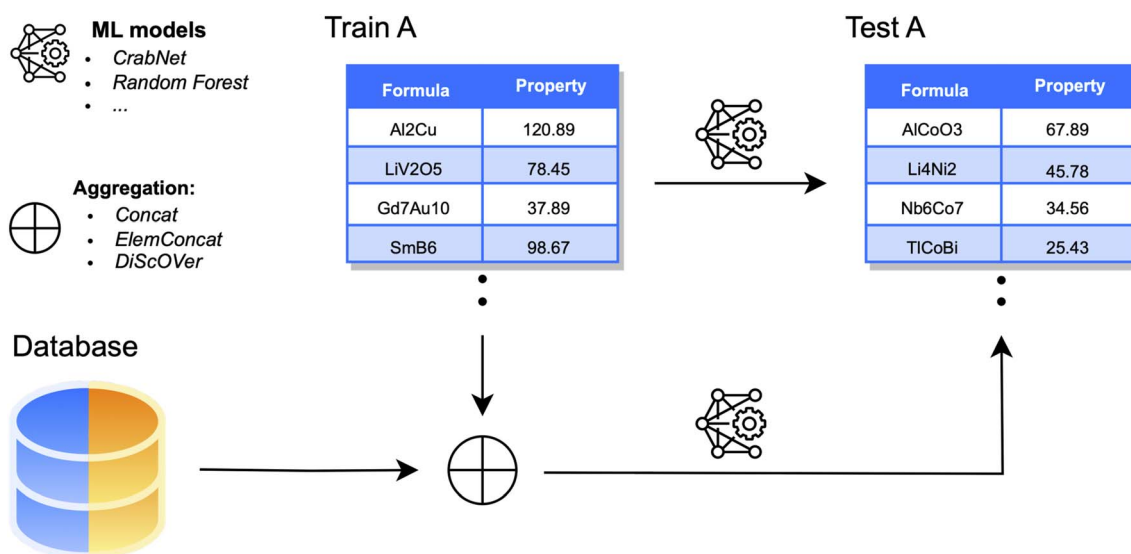 ML models
• CrabNet
• Random Forest
• ...
Aggregation:
• Concat
• ElemConcat
• DiScOVer
Database
Train A
Formula Property
Al2Cu 120.89
LiV2O5 78.45
Gd7Au10 37.89
SmB6 98.67
Test A
Formula Property
AlCoO3 67.89
Li4Ni2 45.78
Nb6Co7 34.56
TlCoBi 25.43